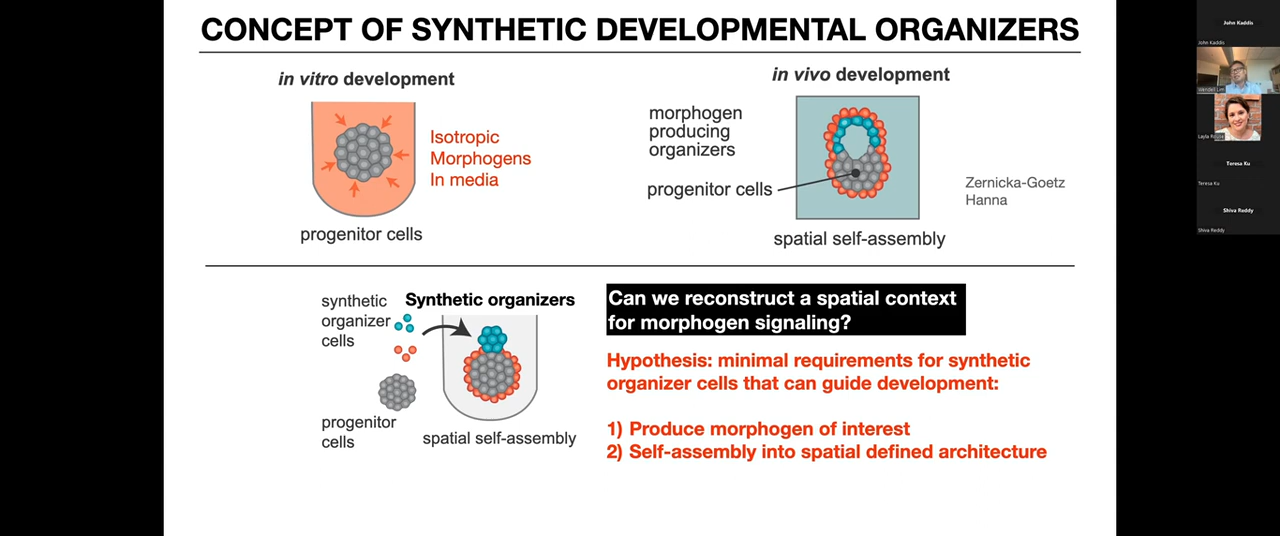 CONCEPT OF SYNTHETIC DEVELOPMENTAL ORGANIZERS
in vitro development
Isotropic
Morphogens
In media
progenitor cells
in vivo development
morphogen
producing
organizers
progenitor cells
Zernicka-Goetz
Hanna
spatial self-assembly
synthetic
organizer
cells
Synthetic organizers
progenitor
cells
spatial self-assembly
Can we reconstruct a spatial context
for morphogen signaling?
Hypothesis: minimal requirements for synthetic
organizer cells that can guide development:
1) Produce morphogen of interest
2) Self-assembly into spatial defined architecture
John Kaddis
John Kaddis
Wendell Lim
Layla
Teresa Ku
Teresa Ku
Shiva Reddy
Shiva Reddy